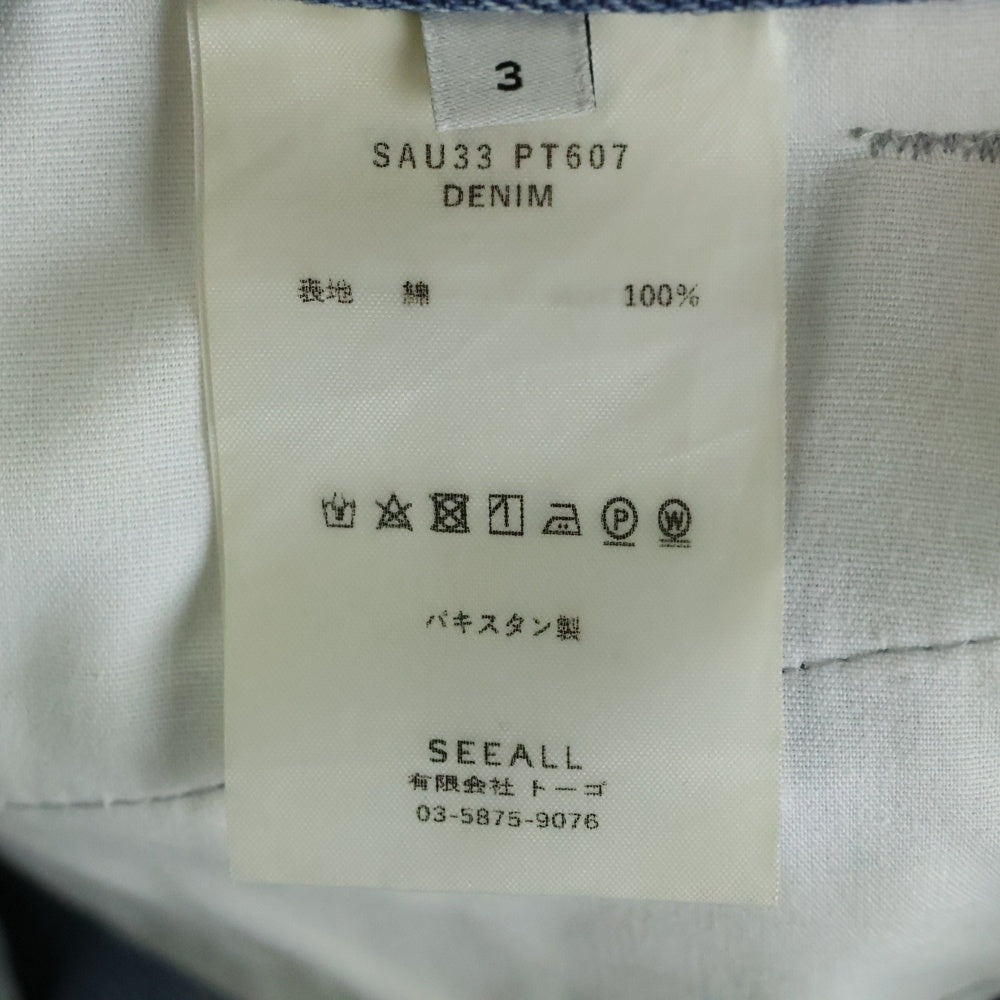 3
SAU33 PT607
DENIM
表地 綿 100%
P W
パキスタン製
SEEALL
有限会社 トーゴ
03-5875-9076